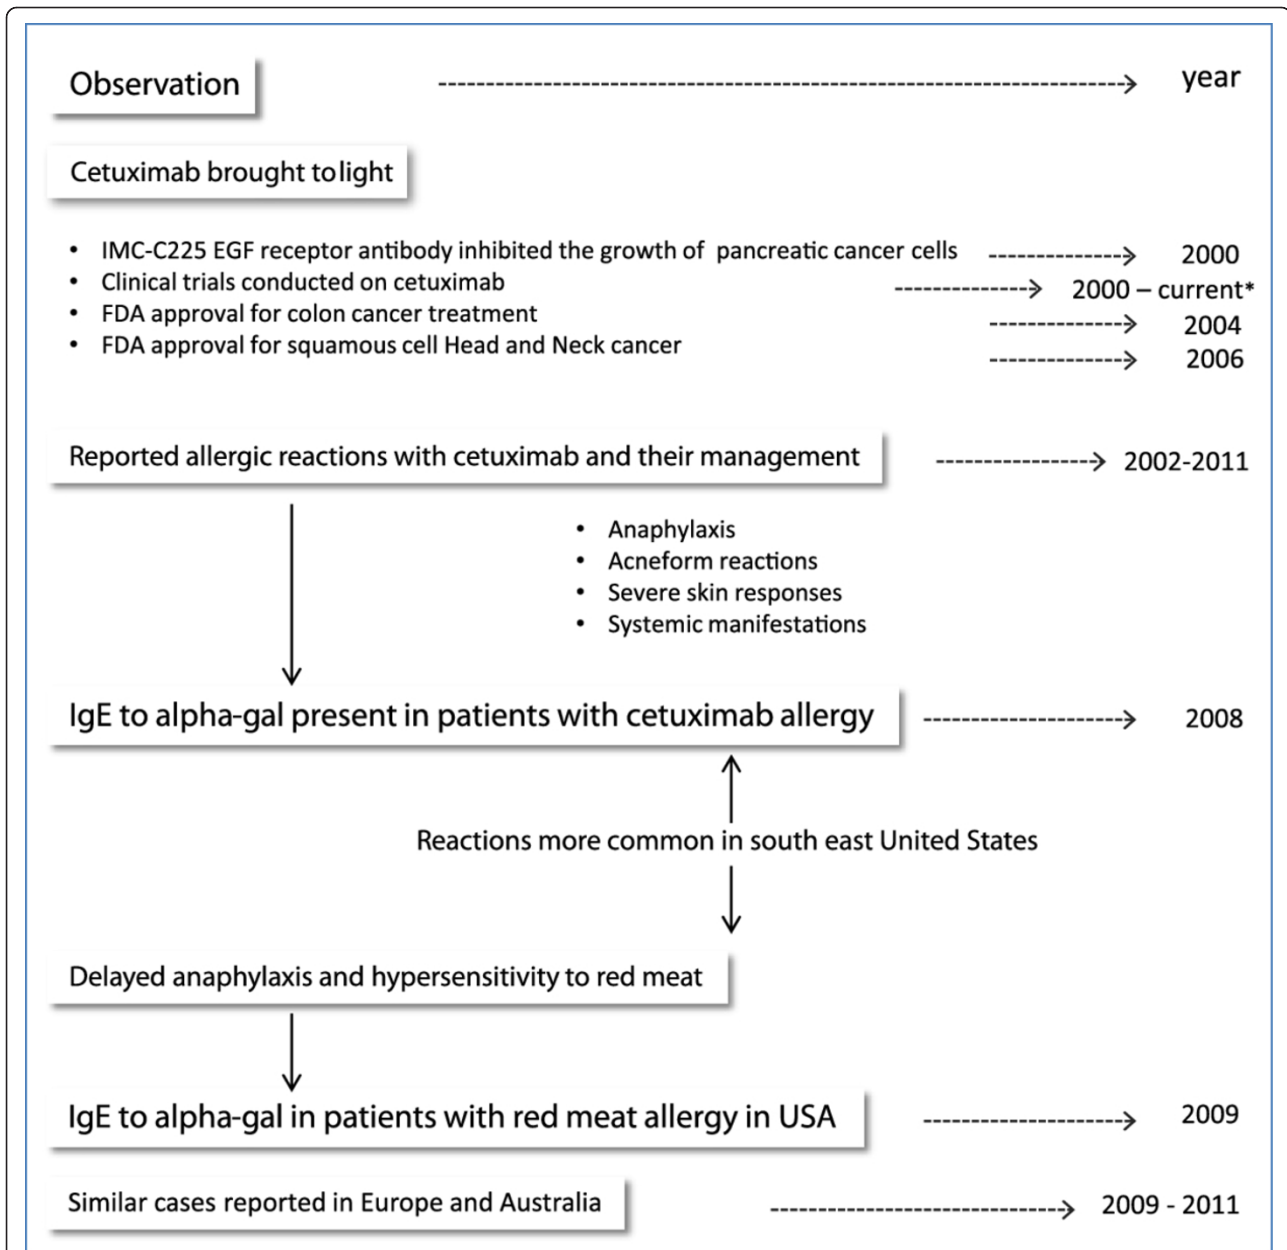 Observation year
Cetuximab brought to light
• IMC-C225 EGF receptor antibody inhibited the growth of pancreatic cancer cells 2000
• Clinical trials conducted on cetuximab 2000 – current*
• FDA approval for colon cancer treatment 2004
• FDA approval for squamous cell Head and Neck cancer 2006
Reported allergic reactions with cetuximab and their management 2002-2011
• Anaphylaxis
• Acneform reactions
• Severe skin responses
• Systemic manifestations
IgE to alpha-gal present in patients with cetuximab allergy 2008
Reactions more common in south east United States
Delayed anaphylaxis and hypersensitivity to red meat
IgE to alpha-gal in patients with red meat allergy in USA 2009
Similar cases reported in Europe and Australia 2009 - 2011